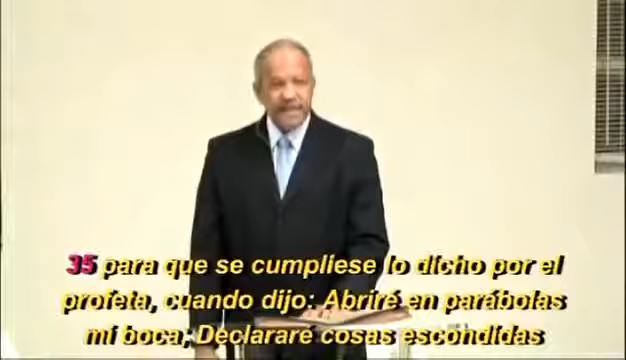 35 para que se cumpliese lo dicho por el
profeta, cuando dijo: Abriré en parábolas
mi boca; Declararé cosas escondidas